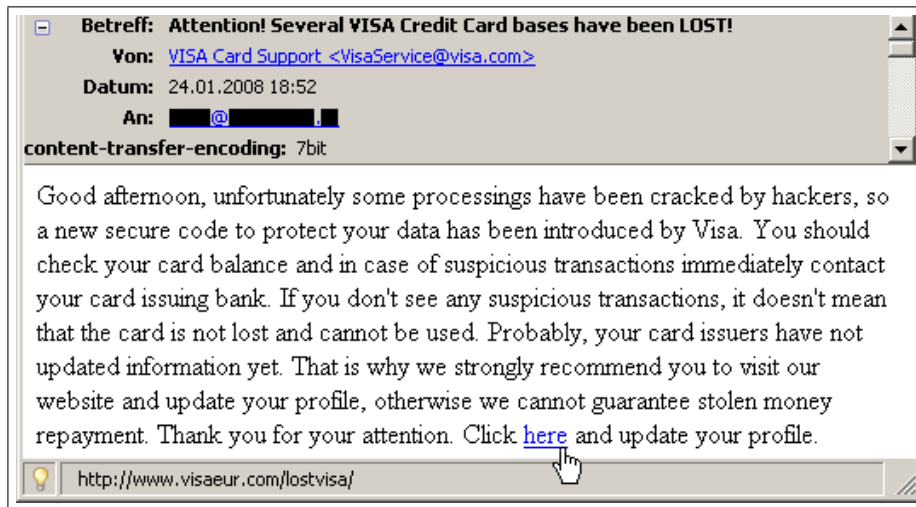 Betreff: Attention! Several VISA Credit Card bases have been LOST!
Von: VISA Card Support <VisaService@visa.com>
Datum: 24.01.2008 18:52
An: @ .
content-transfer-encoding: 7bit
Good afternoon, unfortunately some processings have been cracked by hackers, so
a new secure code to protect your data has been introduced by Visa. You should
check your card balance and in case of suspicious transactions immediately contact
your card issuing bank. If you don't see any suspicious transactions, it doesn't mean
that the card is not lost and cannot be used. Probably, your card issuers have not
updated information yet. That is why we strongly recommend you to visit our
website and update your profile, otherwise we cannot guarantee stolen money
repayment. Thank you for your attention. Click here and update your profile.
http://www.visaeur.com/lostvisa/